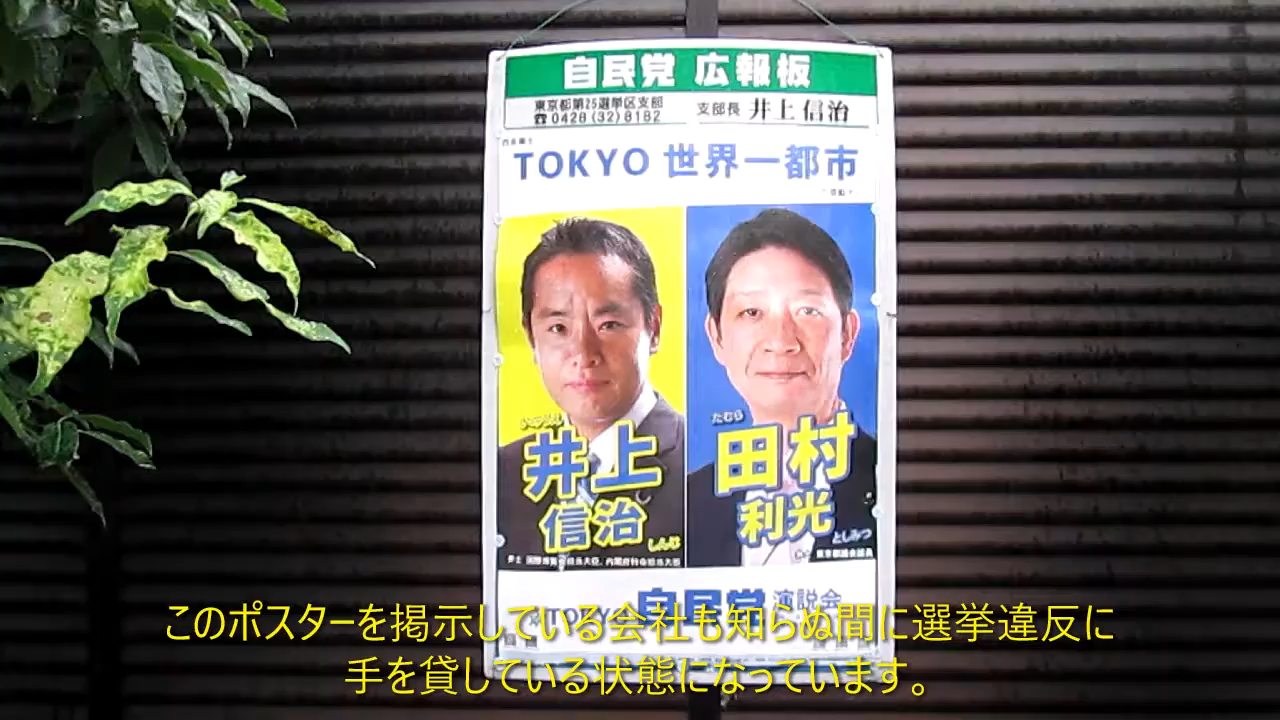 自民党 広報板
東京都第25選挙区支部
☎0428(32)8182
支部長 井上信治
TOKYO 世界一都市
井上
信治
しんじ
たむら
田村
利光
としみつ
自民党 演説会
このポスターを掲示している会社も知らぬ間に選挙違反に
手を貸している状態になっています。